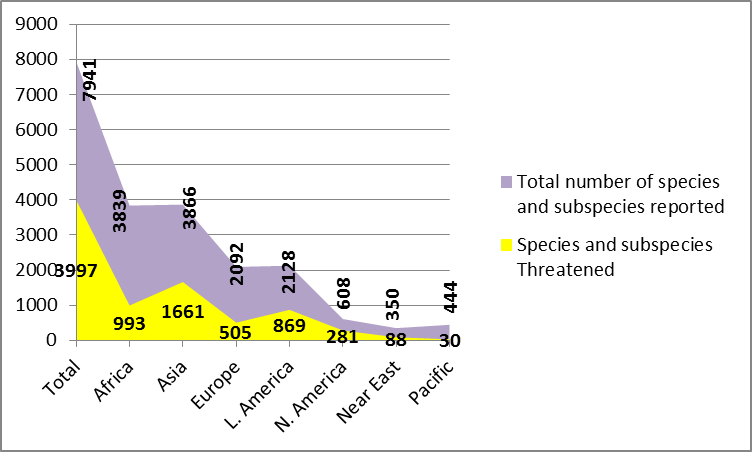 9000
8000
7000
6000
5000
4000
3000
2000
1000
0
7941
3839
3866
2092
2128
608
350
444
3997
993
1661
505
869
281
88
30
Total
Africa
Asia
Europe
L. America
N. America
Near East
Pacific
Total number of species
and subspecies reported
Species and subspecies
Threatened